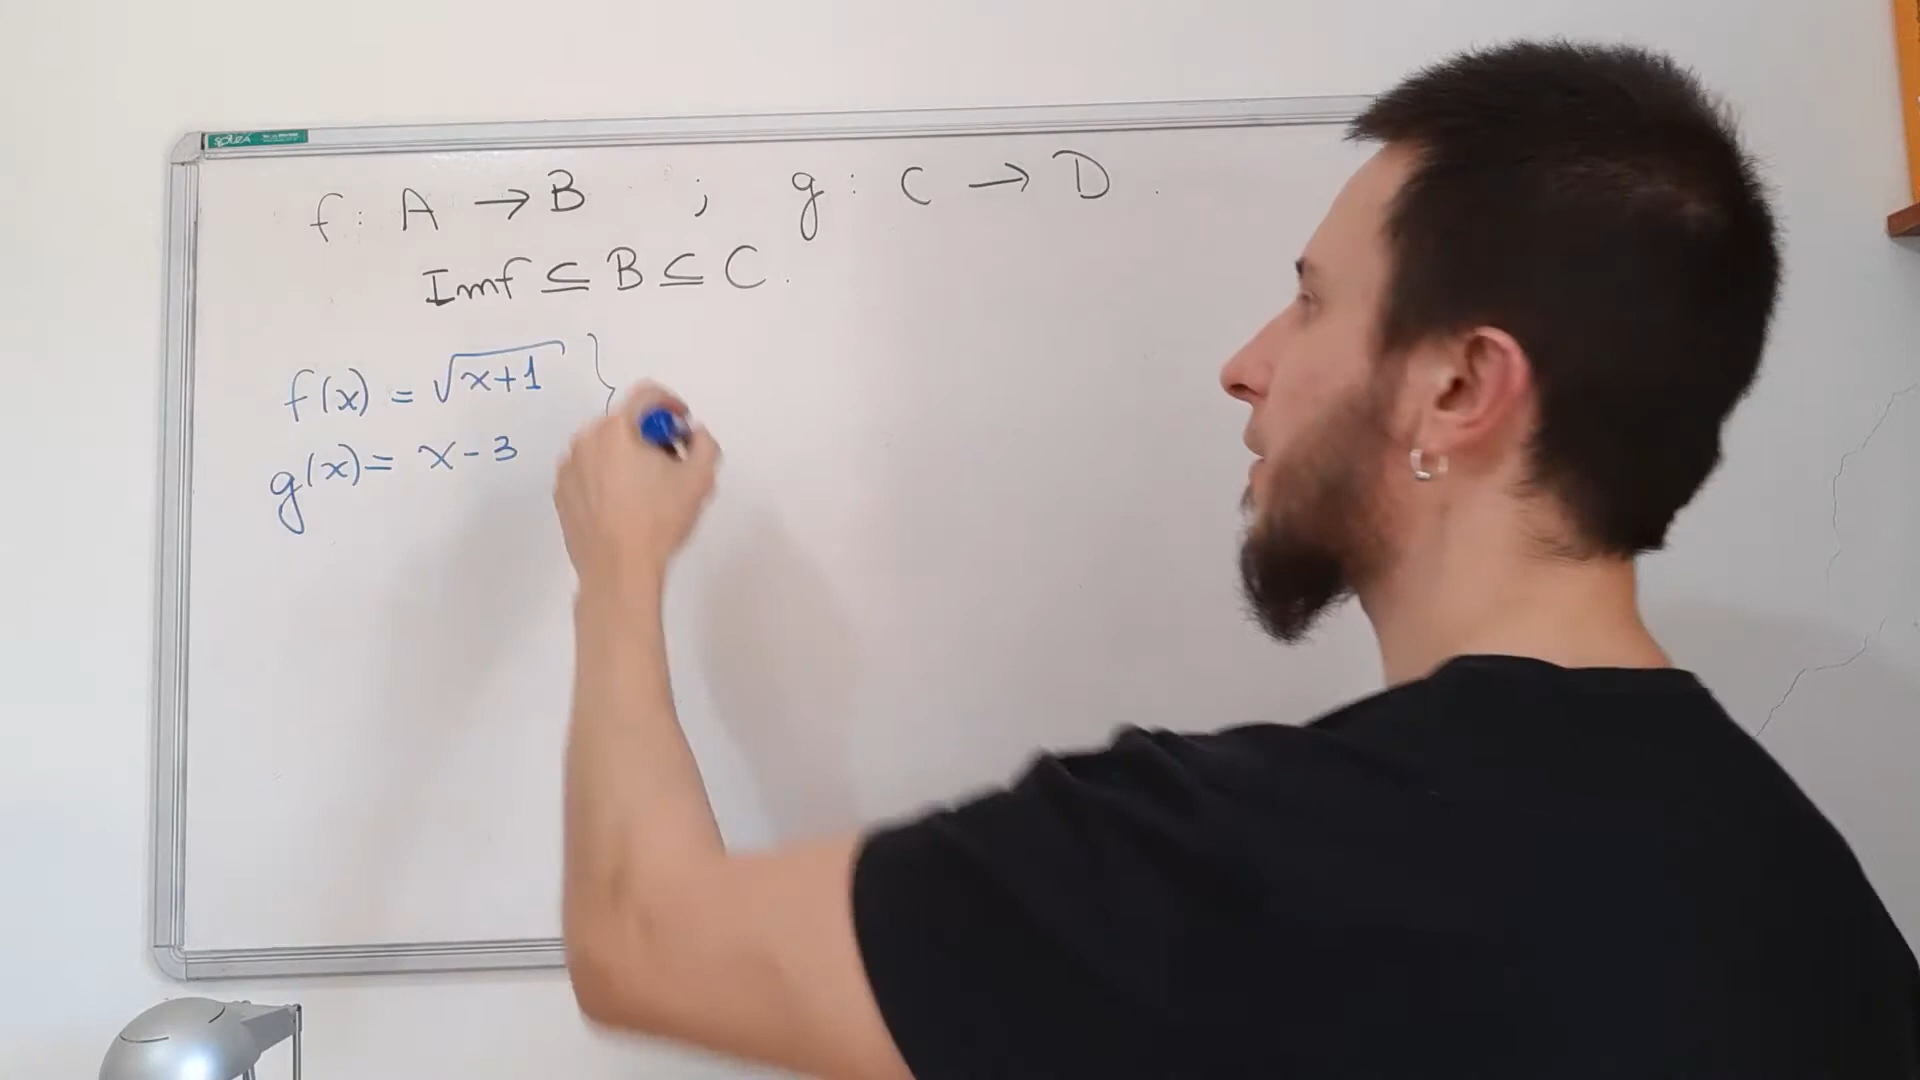 f: A → B ; g: C → D.
Imf ⊆ B ⊆ C.
f(x) = √(x+1) }
g(x) = x - 3